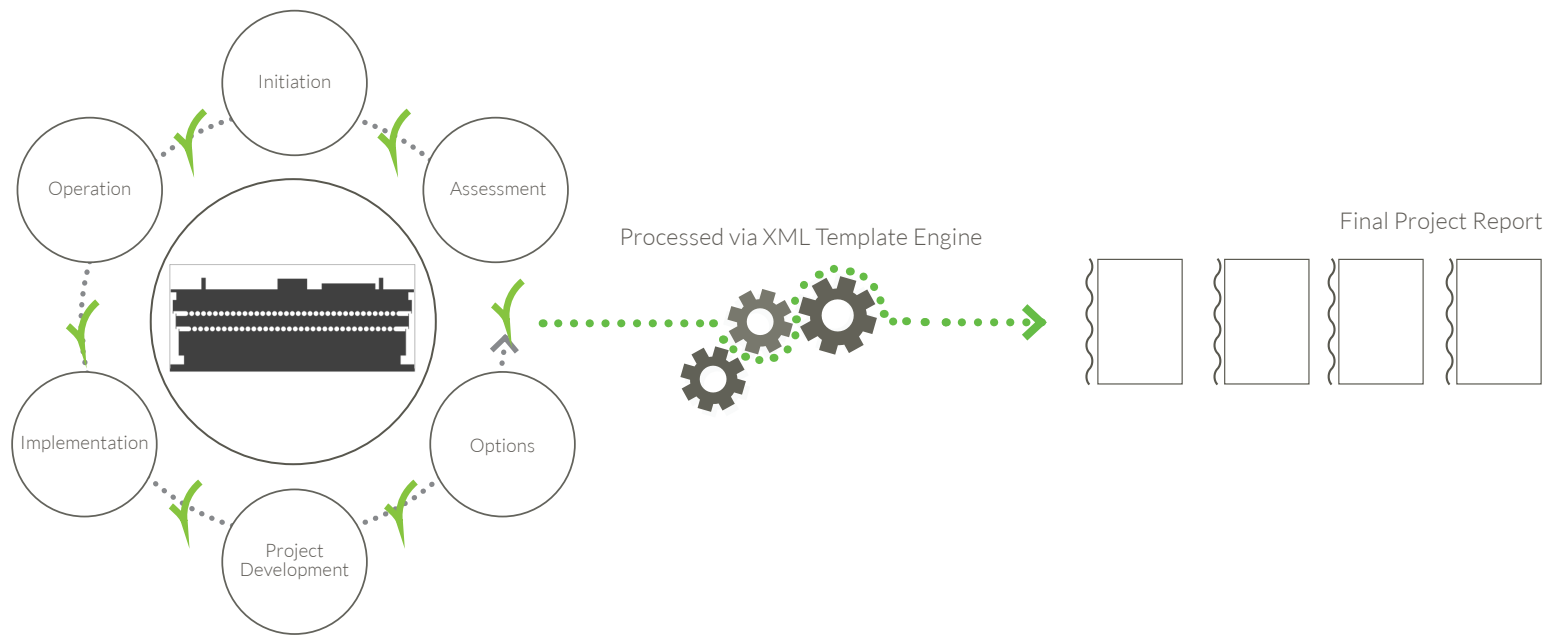 Initiation
Operation
Assessment
Implementation
Options
Project
Development
Processed via XML Template Engine
Final Project Report